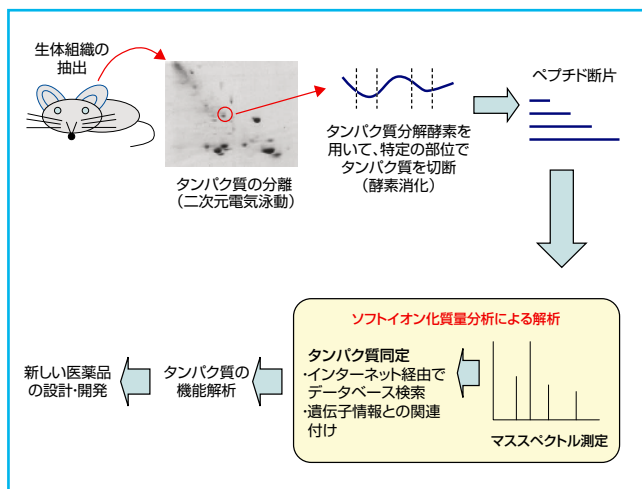 生体組織の
抽出
タンパク質の分離
（二次元電気泳動）
タンパク質分解酵素を
用いて、特定の部位で
タンパク質を切断
（酵素消化）
ペプチド断片
ソフトイオン化質量分析による解析
マススペクトル測定
タンパク質同定
・インターネット経由で
データベース検索
・遺伝子情報との関連
付け
タンパク質の
機能解析
新しい医薬品
の設計・開発